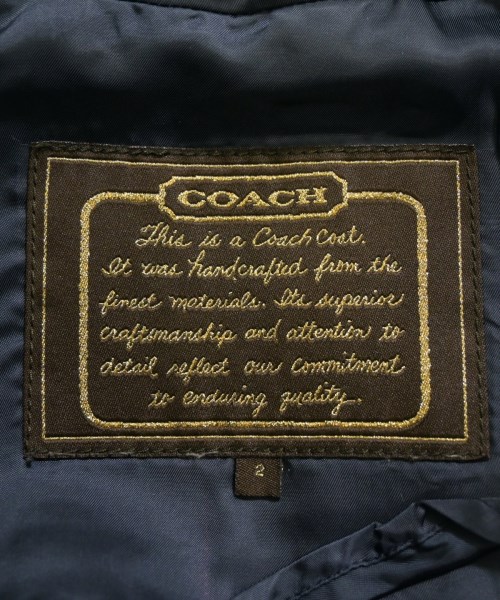 COACH
This is a Coach Coat.
It was handcrafted from the
finest materials. Its superior
craftsmanship and attention to
detail reflect our commitment
to enduring quality.
2